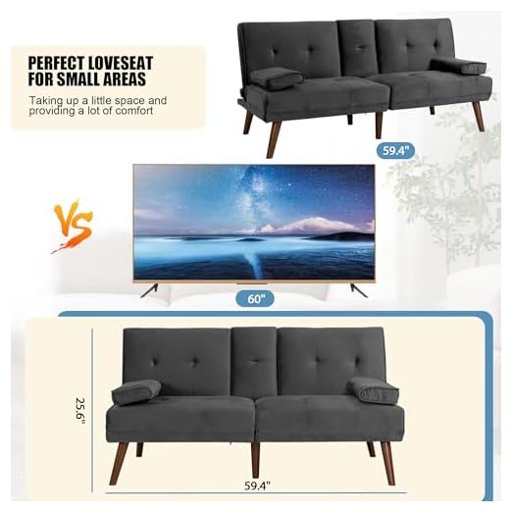 PERFECT LOVESEAT
FOR SMALL AREAS
Taking up a little space and
providing a lot of comfort
59.4"
VS
60"
25.6"
59.4"